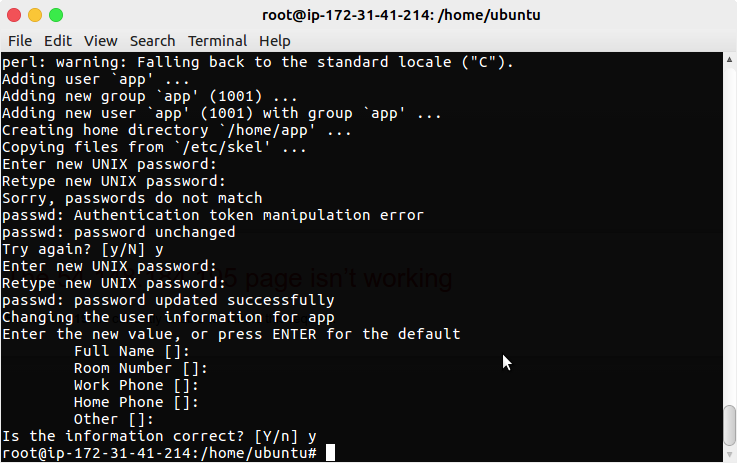 root@ip-172-31-41-214: /home/ubuntu
File Edit View Search Terminal Help
perl: warning: Falling back to the standard locale ("C").
Adding user `app' ...
Adding new group `app' (1001) ...
Adding new user `app' (1001) with group `app' ...
Creating home directory `/home/app' ...
Copying files from `/etc/skel' ...
Enter new UNIX password:
Retype new UNIX password:
Sorry, passwords do not match
passwd: Authentication token manipulation error
passwd: password unchanged
Try again? [y/N] y
Enter new UNIX password:
page isn't working
Retype new UNIX password:
passwd: password updated successfully
Changing the user information for app
Enter the new value, or press ENTER for the default
Full Name []:
Room Number []:
Work Phone []:
Home Phone []:
Other []:
Is the information correct? [Y/n] y
root@ip-172-31-41-214:/home/ubuntu#